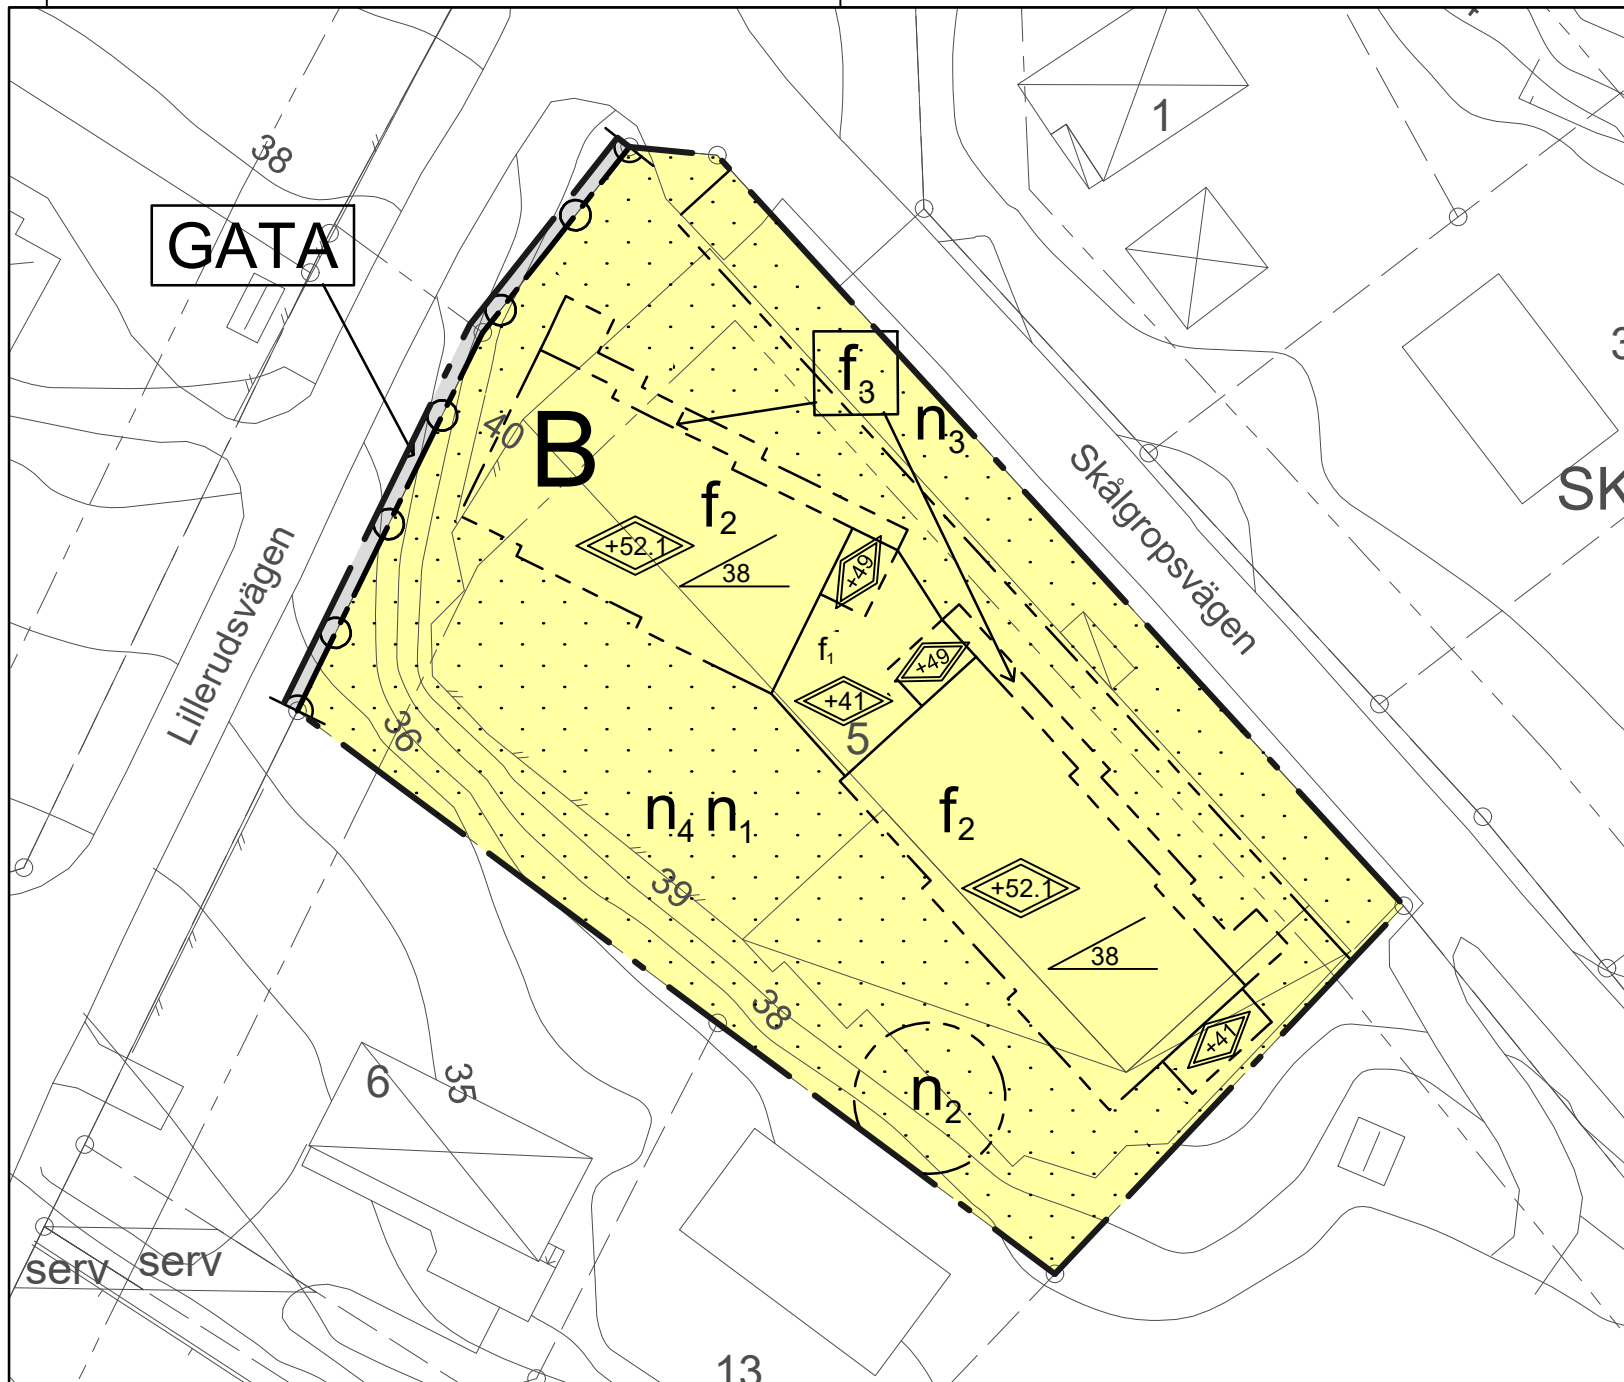 1
38
GATA
3
f3
n3
40
B
SK
Skålgropsvägen
f2
+52.1
38
+49
Lillerudsvägen
f1
+49
+41
5
36
n4 n1
f2
39
+52.1
38
38
+41
6
35
n2
serv
serv
13